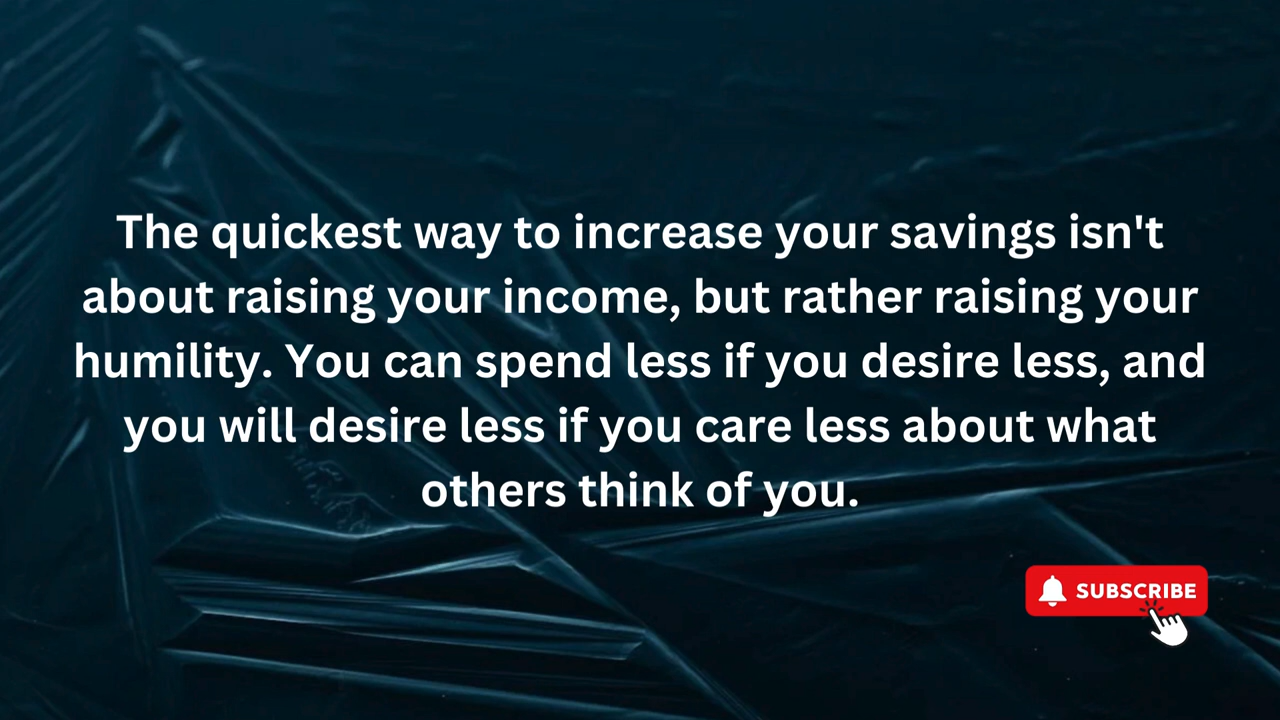 The quickest way to increase your savings isn't
about raising your income, but rather raising your
humility. You can spend less if you desire less, and
you will desire less if you care less about what
others think of you.
SUBSCRIBE